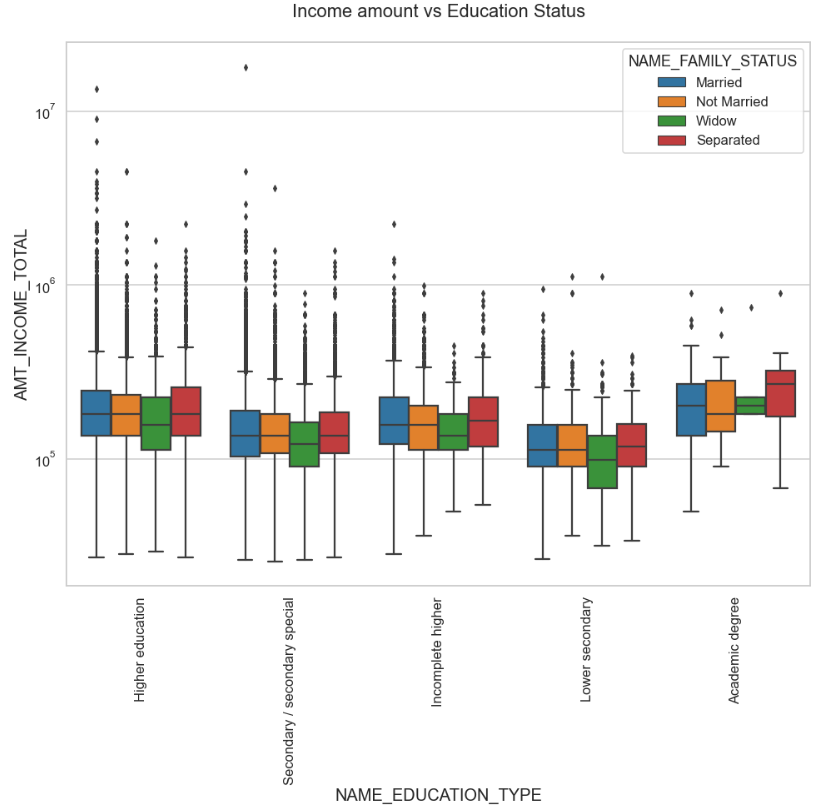 Income amount vs Education Status
NAME_FAMILY_STATUS
Married
Not Married
Widow
Separated
AMT_INCOME_TOTAL
10^7
10^6
10^5
Higher education
Secondary / secondary special
Incomplete higher
Lower secondary
Academic degree
NAME_EDUCATION_TYPE